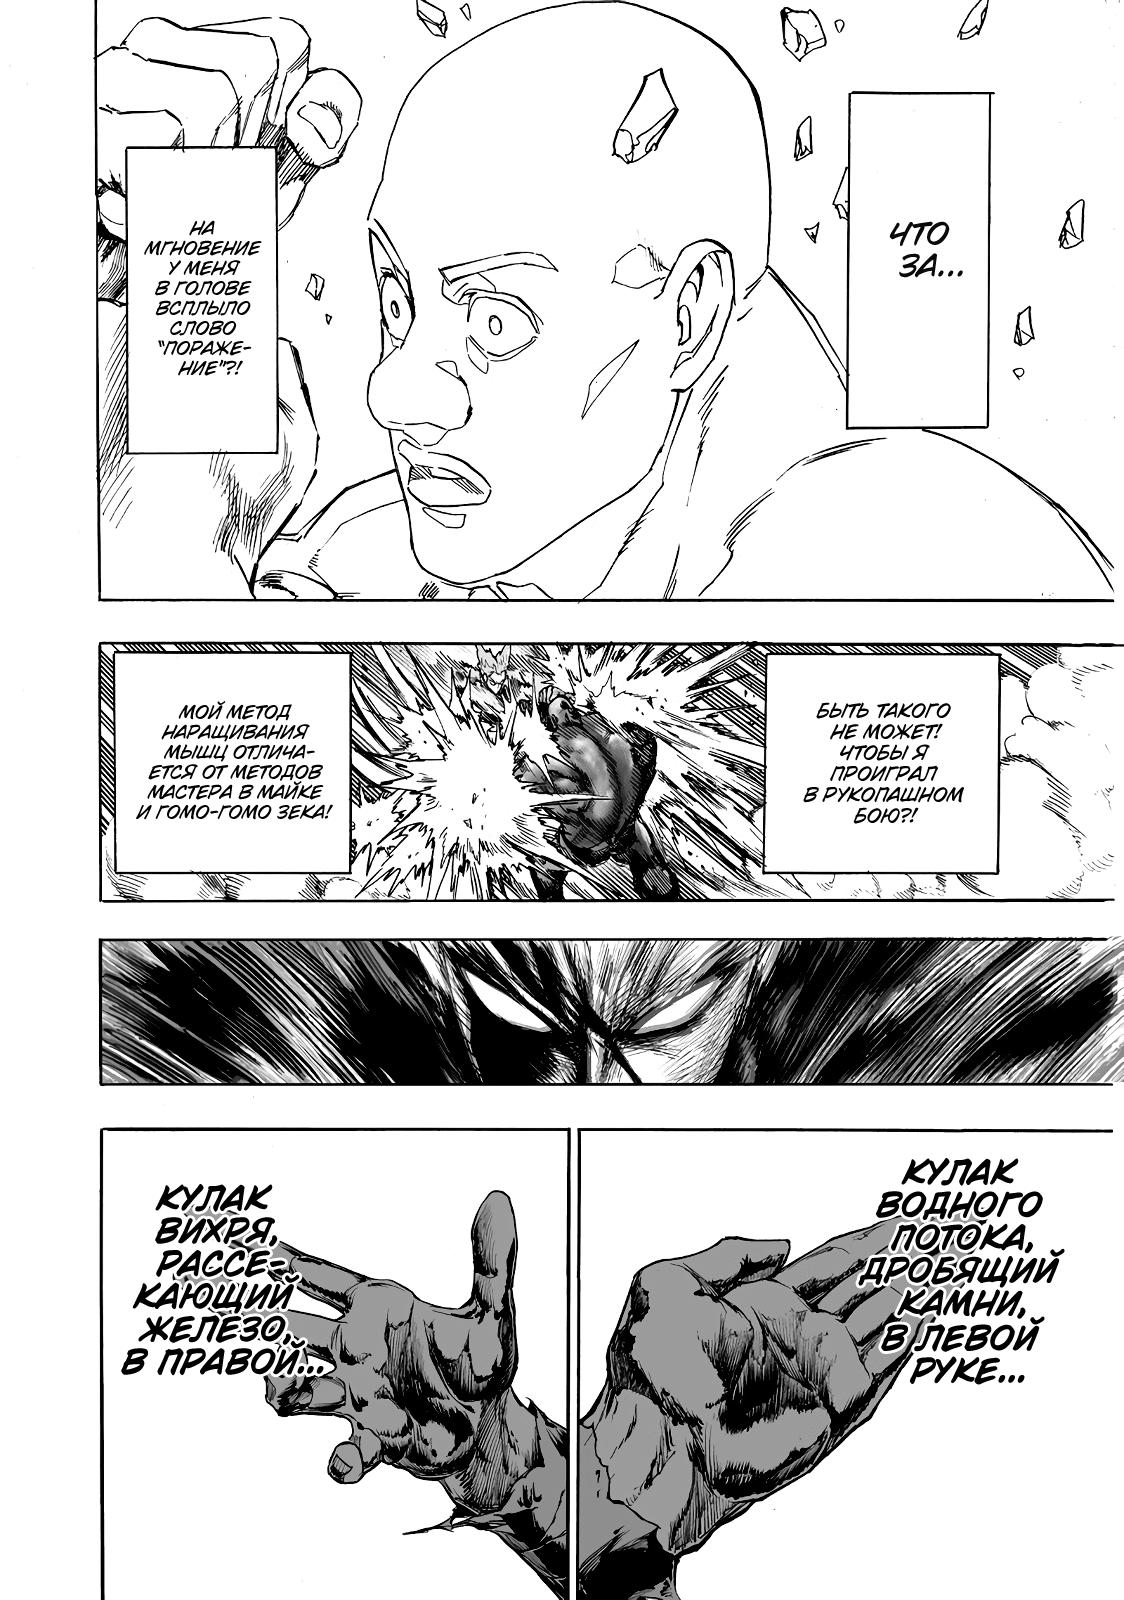 ЧТО
ЗА...
НА
МГНОВЕНИЕ
У МЕНЯ
В ГОЛОВЕ
ВСПЛЫЛО
СЛОВО
"ПОРАЖЕ-
НИЕ"?!
БЫТЬ ТАКОГО
НЕ МОЖЕТ!
ЧТОБЫ Я
ПРОИГРАЛ
В РУКОПАШНОМ
БОЮ?!
МОЙ МЕТОД
НАРАЩИВАНИЯ
МЫШЦ ОТЛИЧА-
ЕТСЯ ОТ МЕТОДОВ
МАСТЕРА В МАЙКЕ
И ГОМО-ГОМО ЗЕКА!
КУЛАК
ВОДНОГО
ПОТОКА,
ДРОБЯЩИЙ
КАМНИ,
В ЛЕВОЙ
РУКЕ...
КУЛАК
ВИХРЯ,
РАССЕ-
КАЮЩИЙ
ЖЕЛЕЗО,
В ПРАВОЙ...